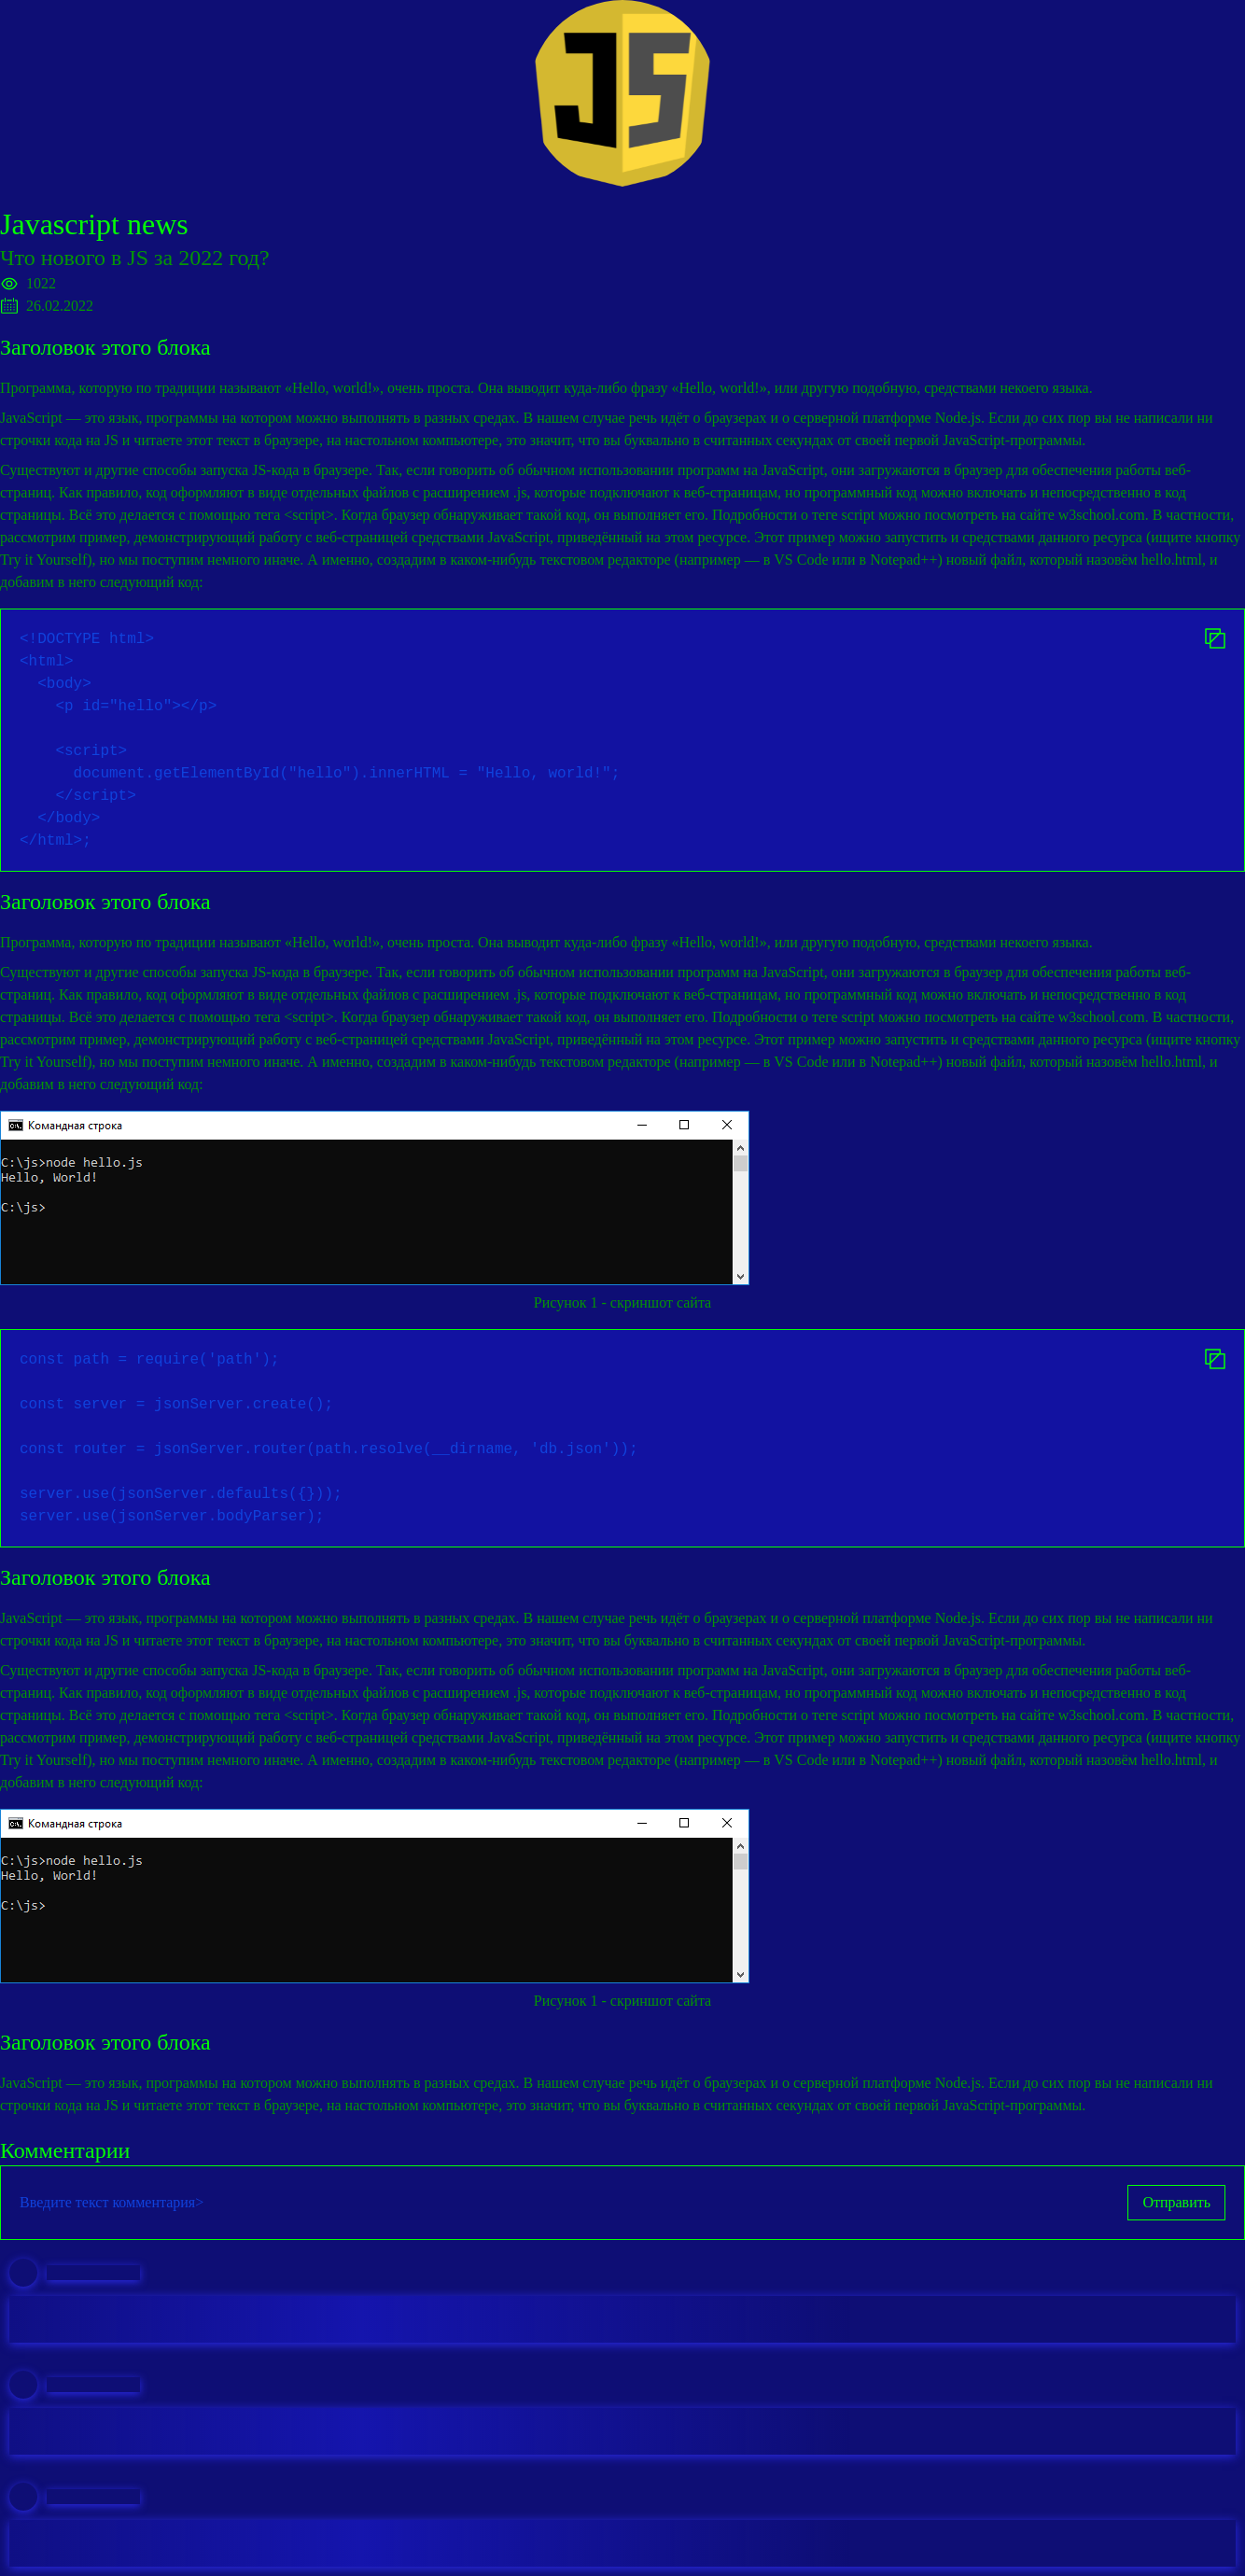 JS
Javascript news
Что нового в JS за 2022 год?
1022
26.02.2022
Заголовок этого блока
Программа, которую по традиции называют «Hello, world!», очень проста. Она выводит куда-либо фразу «Hello, world!», или другую подобную, средствами некоего языка.
JavaScript — это язык, программы на котором можно выполнять в разных средах. В нашем случае речь идёт о браузерах и о серверной платформе Node.js. Если до сих пор вы не написали ни
строчки кода на JS и читаете этот текст в браузере, на настольном компьютере, это значит, что вы буквально в считанных секундах от своей первой JavaScript-программы.
Существуют и другие способы запуска JS-кода в браузере. Так, если говорить об обычном использовании программ на JavaScript, они загружаются в браузер для обеспечения работы веб-
страниц. Как правило, код оформляют в виде отдельных файлов с расширением .js, которые подключают к веб-страницам, но программный код можно включать и непосредственно в код
страницы. Всё это делается с помощью тега <script>. Когда браузер обнаруживает такой код, он выполняет его. Подробности о теге script можно посмотреть на сайте w3school.com. В частности,
рассмотрим пример, демонстрирующий работу с веб-страницей средствами JavaScript, приведённый на этом ресурсе. Этот пример можно запустить и средствами данного ресурса (ищите кнопку
Try it Yourself), но мы поступим немного иначе. А именно, создадим в каком-нибудь текстовом редакторе (например — в VS Code или в Notepad++) новый файл, который назовём hello.html, и
добавим в него следующий код:
<!DOCTYPE html>
<html>
  <body>
    <p id="hello"></p>
    <script>
      document.getElementById("hello").innerHTML = "Hello, world!";
    </script>
  </body>
</html>;
Заголовок этого блока
Программа, которую по традиции называют «Hello, world!», очень проста. Она выводит куда-либо фразу «Hello, world!», или другую подобную, средствами некоего языка.
Существуют и другие способы запуска JS-кода в браузере. Так, если говорить об обычном использовании программ на JavaScript, они загружаются в браузер для обеспечения работы веб-
страниц. Как правило, код оформляют в виде отдельных файлов с расширением .js, которые подключают к веб-страницам, но программный код можно включать и непосредственно в код
страницы. Всё это делается с помощью тега <script>. Когда браузер обнаруживает такой код, он выполняет его. Подробности о теге script можно посмотреть на сайте w3school.com. В частности,
рассмотрим пример, демонстрирующий работу с веб-страницей средствами JavaScript, приведённый на этом ресурсе. Этот пример можно запустить и средствами данного ресурса (ищите кнопку
Try it Yourself), но мы поступим немного иначе. А именно, создадим в каком-нибудь текстовом редакторе (например — в VS Code или в Notepad++) новый файл, который назовём hello.html, и
добавим в него следующий код:
Командная строка
C:\js>node hello.js
Hello, World!
C:\js>
Рисунок 1 - скриншот сайта
const path = require('path');
const server = jsonServer.create();
const router = jsonServer.router(path.resolve(__dirname, 'db.json'));
server.use(jsonServer.defaults({}));
server.use(jsonServer.bodyParser);
Заголовок этого блока
JavaScript — это язык, программы на котором можно выполнять в разных средах. В нашем случае речь идёт о браузерах и о серверной платформе Node.js. Если до сих пор вы не написали ни
строчки кода на JS и читаете этот текст в браузере, на настольном компьютере, это значит, что вы буквально в считанных секундах от своей первой JavaScript-программы.
Существуют и другие способы запуска JS-кода в браузере. Так, если говорить об обычном использовании программ на JavaScript, они загружаются в браузер для обеспечения работы веб-
страниц. Как правило, код оформляют в виде отдельных файлов с расширением .js, которые подключают к веб-страницам, но программный код можно включать и непосредственно в код
страницы. Всё это делается с помощью тега <script>. Когда браузер обнаруживает такой код, он выполняет его. Подробности о теге script можно посмотреть на сайте w3school.com. В частности,
рассмотрим пример, демонстрирующий работу с веб-страницей средствами JavaScript, приведённый на этом ресурсе. Этот пример можно запустить и средствами данного ресурса (ищите кнопку
Try it Yourself), но мы поступим немного иначе. А именно, создадим в каком-нибудь текстовом редакторе (например — в VS Code или в Notepad++) новый файл, который назовём hello.html, и
добавим в него следующий код:
Командная строка
C:\js>node hello.js
Hello, World!
C:\js>
Рисунок 1 - скриншот сайта
Заголовок этого блока
JavaScript — это язык, программы на котором можно выполнять в разных средах. В нашем случае речь идёт о браузерах и о серверной платформе Node.js. Если до сих пор вы не написали ни
строчки кода на JS и читаете этот текст в браузере, на настольном компьютере, это значит, что вы буквально в считанных секундах от своей первой JavaScript-программы.
Комментарии
Введите текст комментария>
Отправить